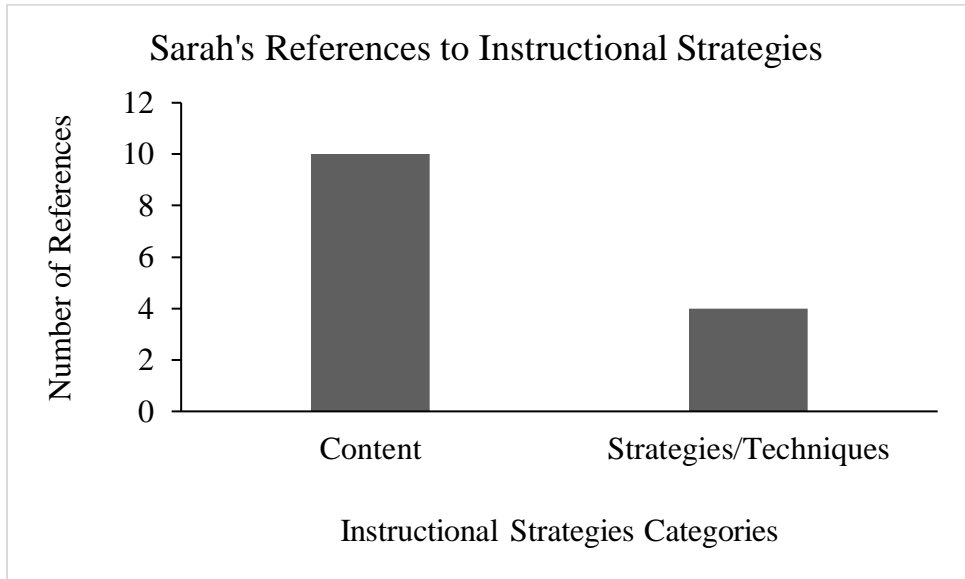 Sarah's References to Instructional Strategies
Number of References
12
10
8
6
4
2
0
Content
Strategies/Techniques
Instructional Strategies Categories